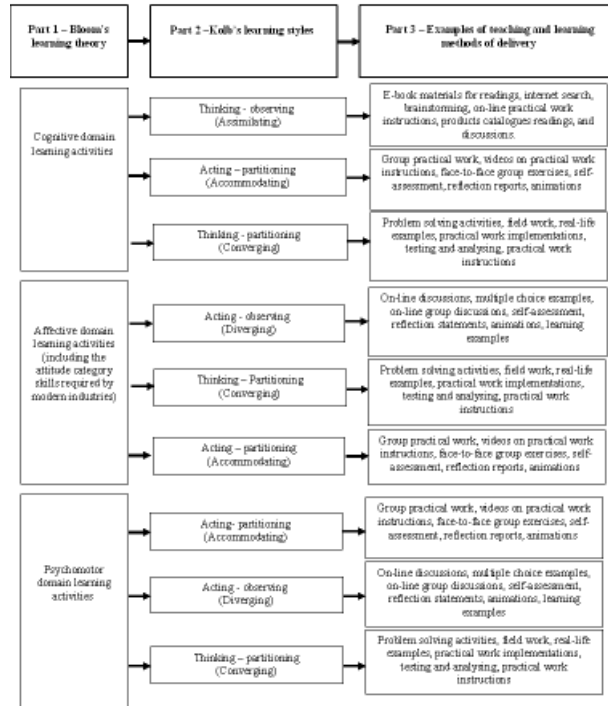 Part 1 – Bloom's
learning theory
Part 2 –Kolb's learning styles
Part 3 – Examples of teaching and learning
methods of delivery
Cognitive domain
learning activities
Thinking - observing
(Assimilating)
E-book materials for readings, internet search,
brainstorming, on-line practical work
instructions, products catalogues readings, and
discussions.
Acting – partitioning
(Accommodating)
Group practical work, videos on practical work
instructions, face-to-face group exercises, self-
assessment, reflection reports, animations
Thinking - partitioning
(Converging)
Problem solving activities, field work, real-life
examples, practical work implementations,
testing and analysing, practical work
instructions
Affective domain
learning activities
(including the
attitude category
skills required by
modern industries)
Acting - observing
(Diverging)
On-Line discussions, multiple choice examples,
on-line group discussions, self-assessment,
reflection statements, animations, learning
examples
Thinking – Partitioning
(Converging)
Problem solving activities, field work, real-life
examples, practical work implementations,
testing and analysing, practical work
instructions
Acting – partitioning
(Accommodating)
Group practical work, videos on practical work
instructions, face-to-face group exercises, self-
assessment, reflection reports, animations
Psychomotor
domain learning
activities
Acting- partitioning
(Accommodating)
Group practical work, videos on practical work
instructions, face-to-face group exercises, self-
assessment, reflection reports, animations
Acting - observing
(Diverging)
On-Line discussions, multiple choice examples,
on-line group discussions, self-assessment,
reflection statements, animations, learning
examples
Thinking – partitioning
(Converging)
Problem solving activities, field work, real-life
examples, practical work implementations,
testing and analysing, practical work
instructions